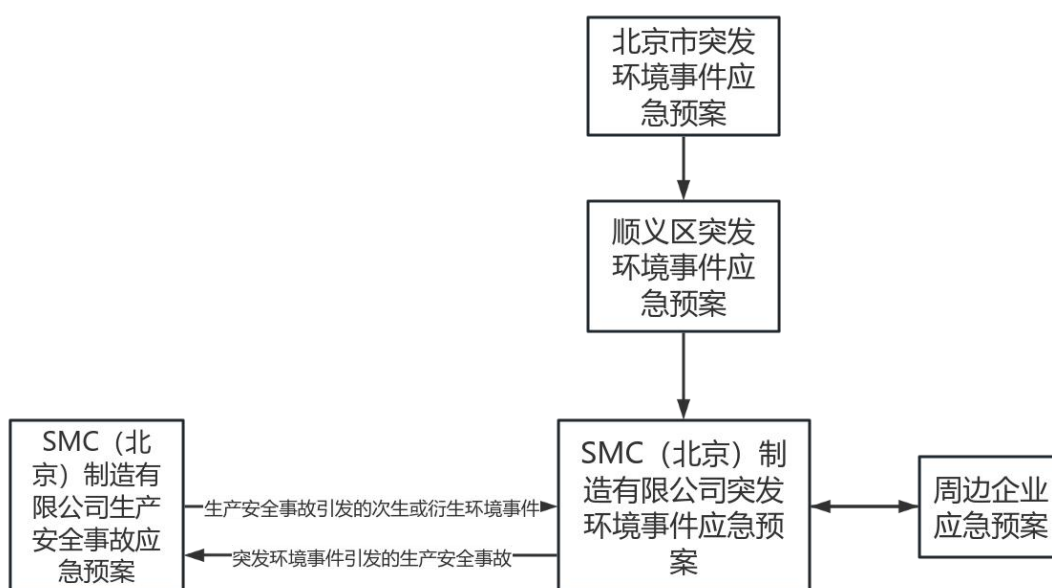 北京市突发
环境事件应
急预案
顺义区突发
环境事件应
急预案
SMC（北
京）制造有
限公司生产
安全事故应
急预案
生产安全事故引发的次生或衍生环境事件
突发环境事件引发的生产安全事故
SMC（北京）制
造有限公司突发
环境事件应急预
案
周边企业
应急预案